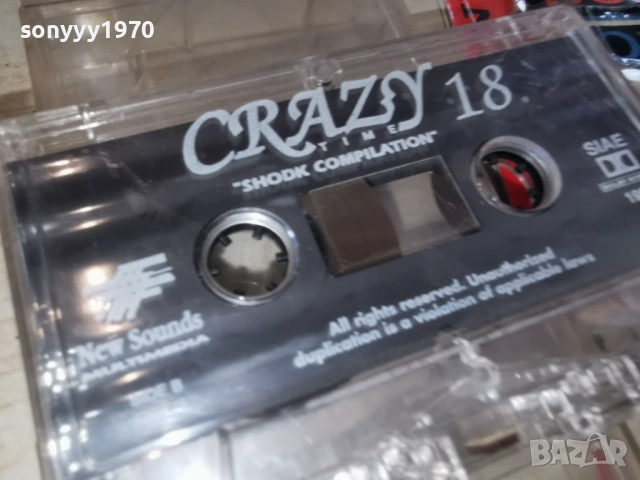 sonyyy1970
CRAZY 18
TIME
"SHODK COMPILATION"
SIAE
New Sounds
MULTIMEDIA
SIDE B
All rights reserved. Unauthorized
duplication is a violation of applicable laws
BAZAR